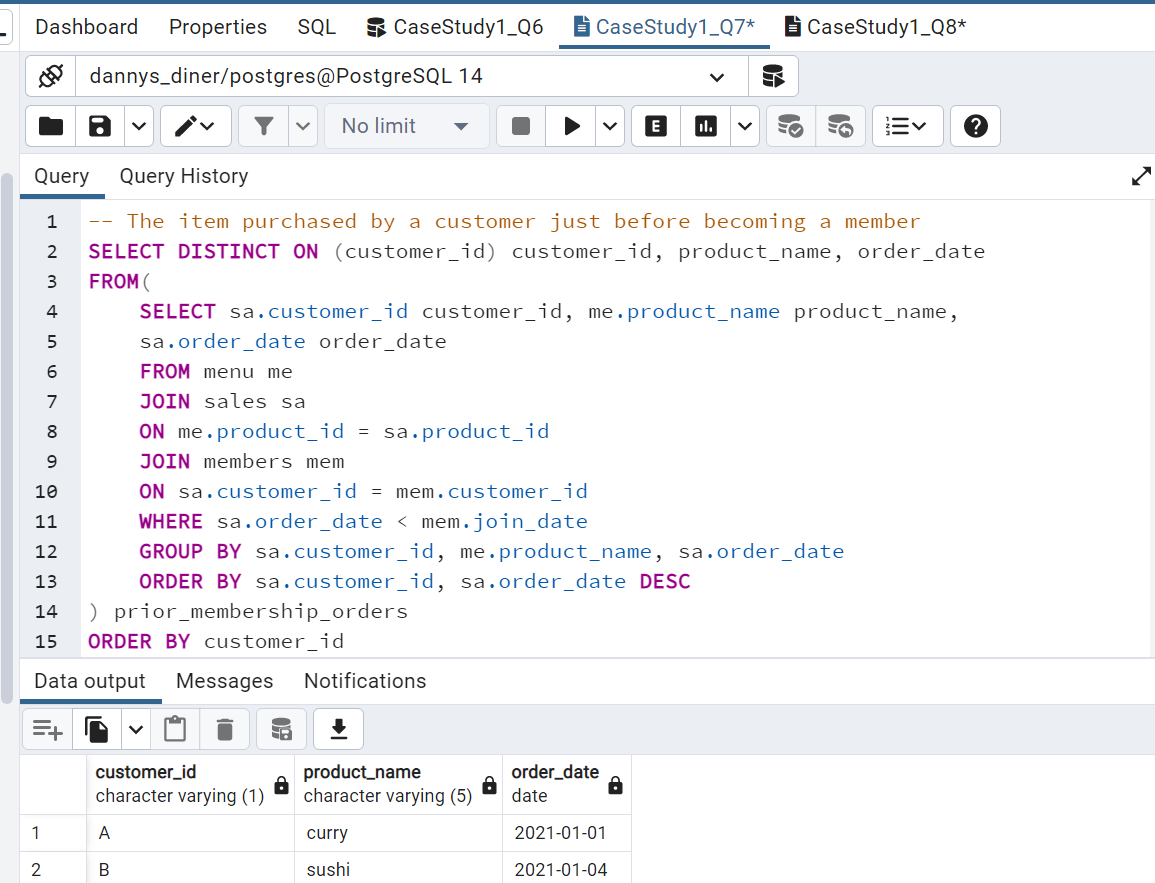 Dashboard Properties SQL CaseStudy1_Q6 CaseStudy1_Q7* CaseStudy1_Q8*
dannys_diner/postgres@PostgreSQL 14
No limit E
Query Query History
1 -- The item purchased by a customer just before becoming a member
2 SELECT DISTINCT ON (customer_id) customer_id, product_name, order_date
3 FROM(
4 SELECT sa.customer_id customer_id, me.product_name product_name,
5 sa.order_date order_date
6 FROM menu me
7 JOIN sales sa
8 ON me.product_id = sa.product_id
9 JOIN members mem
10 ON sa.customer_id = mem.customer_id
11 WHERE sa.order_date < mem.join_date
12 GROUP BY sa.customer_id, me.product_name, sa.order_date
13 ORDER BY sa.customer_id, sa.order_date DESC
14 ) prior_membership_orders
15 ORDER BY customer_id
Data output Messages Notifications
customer_id product_name order_date
character varying (1) character varying (5) date
1 A curry 2021-01-01
2 B sushi 2021-01-04